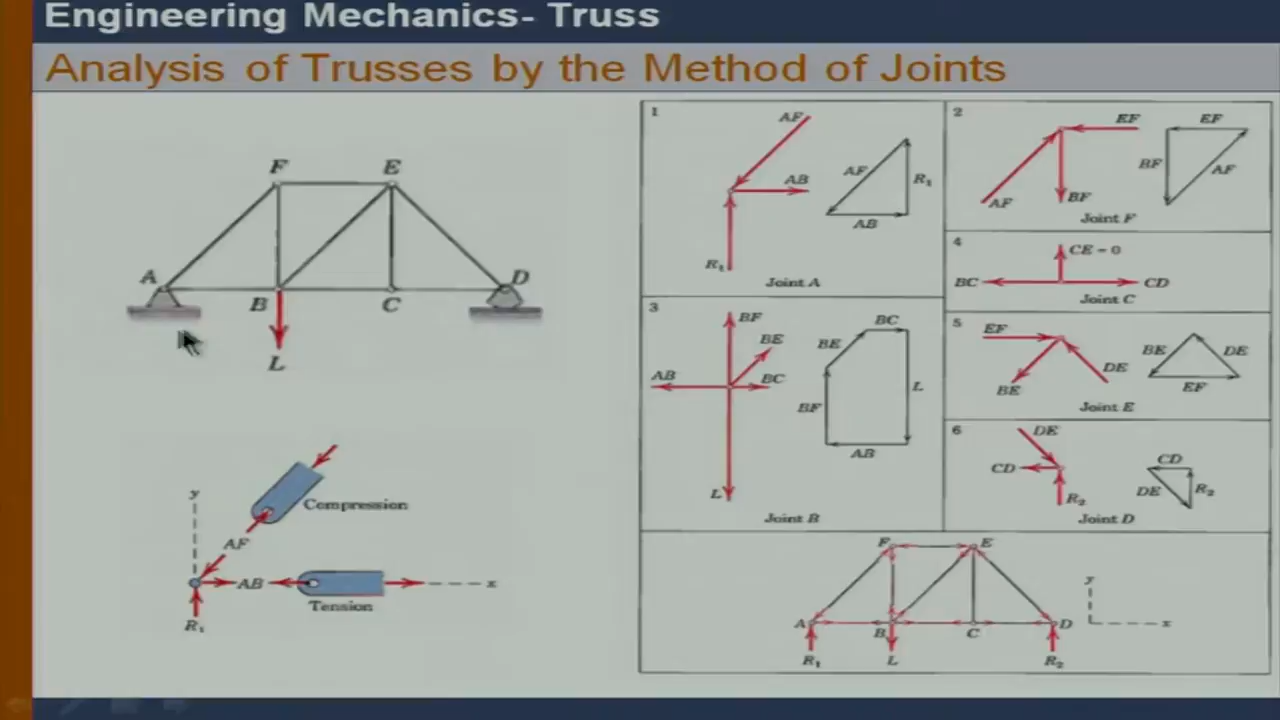 Engineering Mechanics- Truss
Analysis of Trusses by the Method of Joints
F E
A D
B C
L
y
Compression
AF
AB
x
Tension
R1
1
AF
AB
R1
Joint A
AF
R1
AB
2
EF
AF
BF
Joint F
EF
BF
AF
3
BF
BE
AB
BC
L
Joint B
BC
BE
L
BF
AB
4
CE = 0
BC CD
Joint C
5
EF
DE
BE
Joint E
BE DE
EF
6
DE
CD
R2
Joint D
CD
DE R2
F E
y
A B C D x
R1 L R2